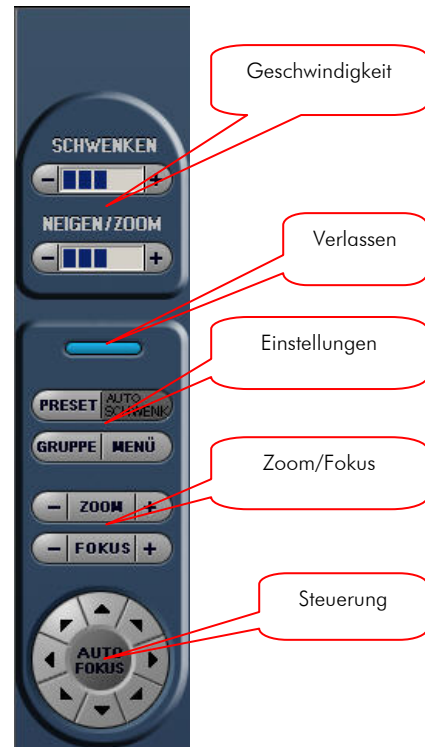 Geschwindigkeit
SCHWENKEN
- +
NEIGEN/ZOOM
- +
Verlassen
Einstellungen
PRESET AUTO SCHWENK
GRUPPE MENÜ
Zoom/Fokus
- ZOOM +
- FOKUS +
Steuerung
AUTO
FOKUS